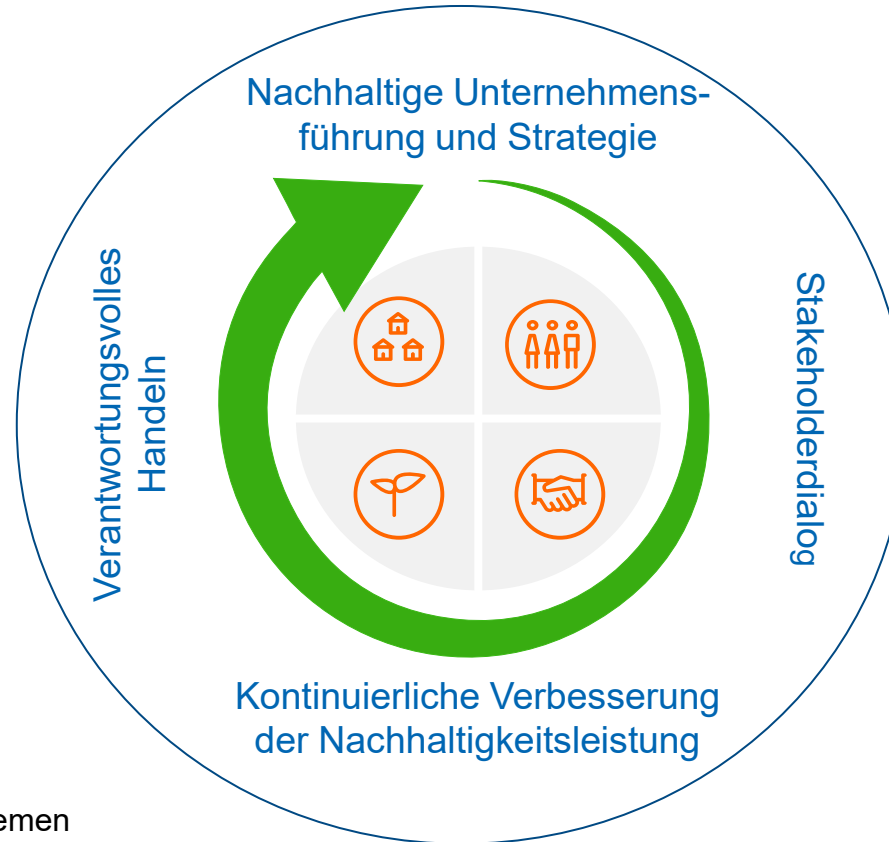 Nachhaltige Unternehmens-
führung und Strategie
Verantwortungsvolles
Handeln
Stakeholderdialog
Kontinuierliche Verbesserung
der Nachhaltigkeitsleistung
emen